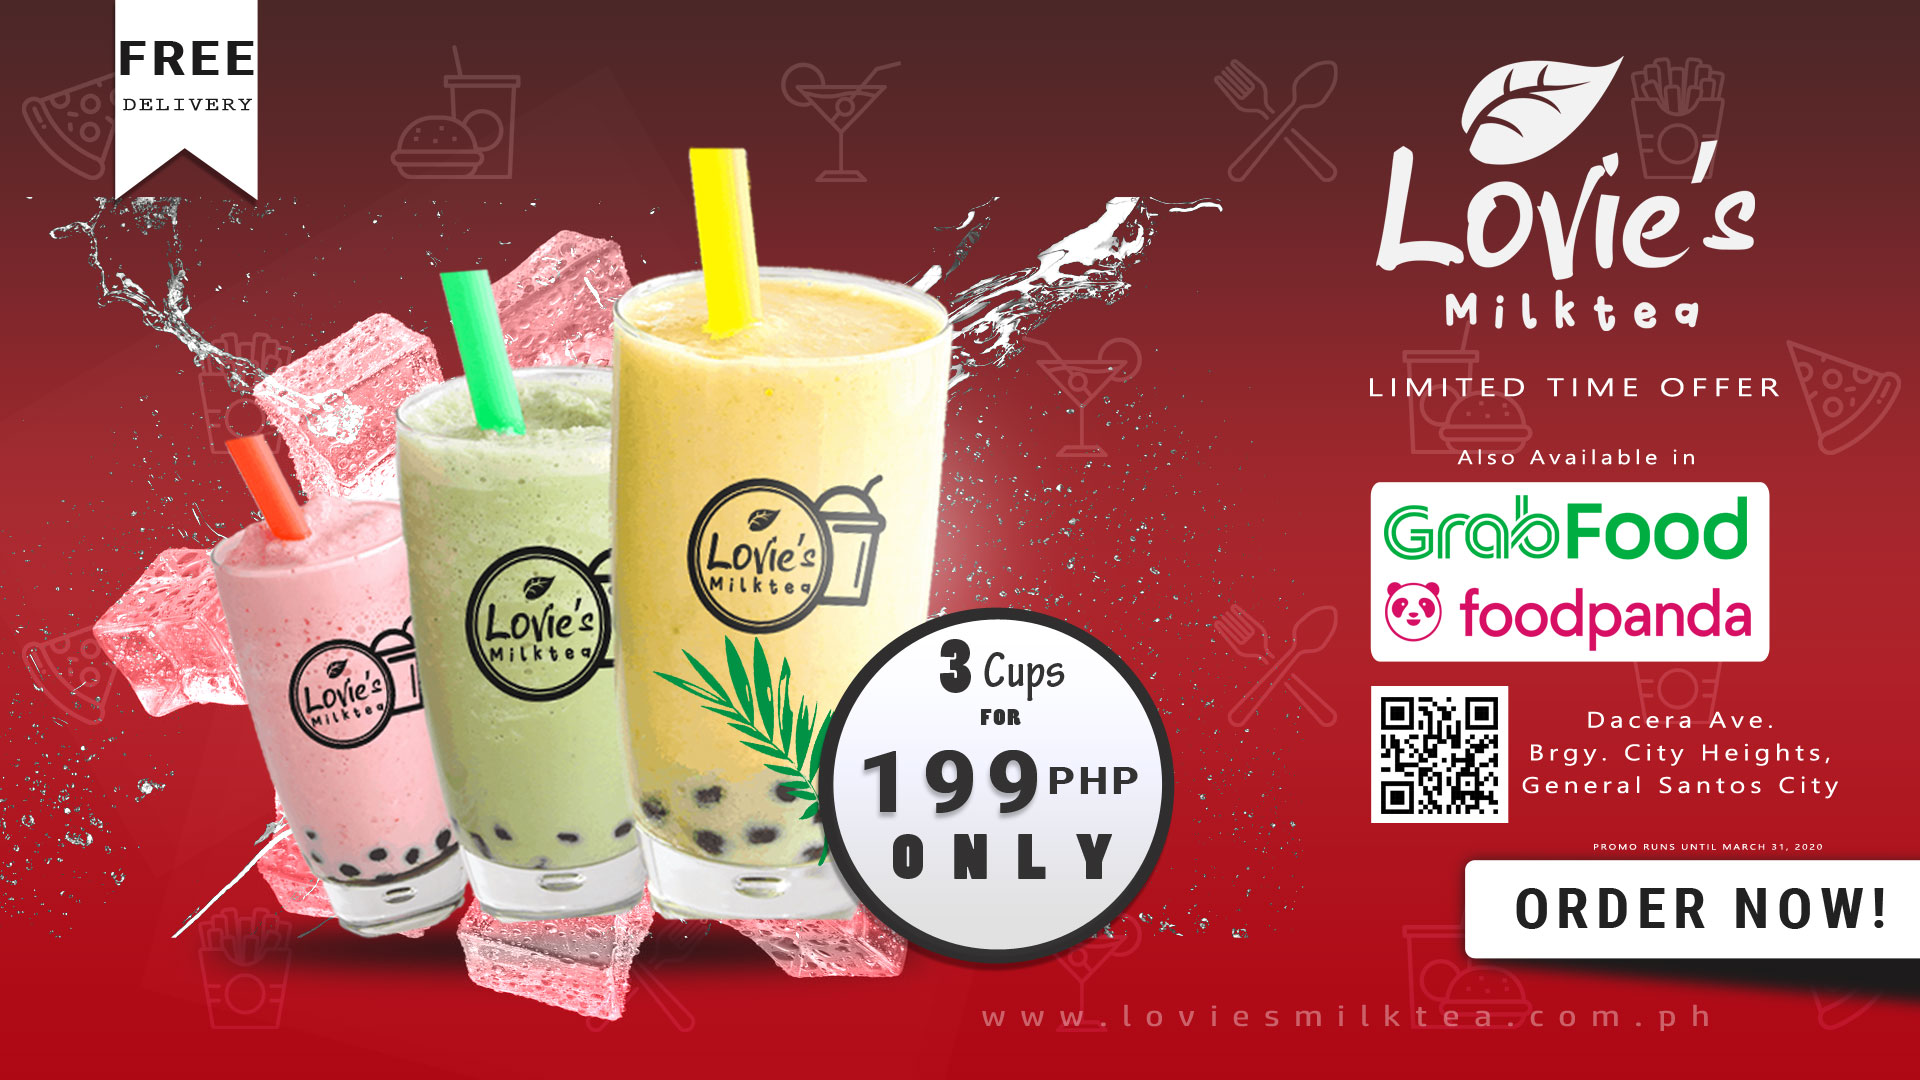 FREE
DELIVERY
Lovie's
Milktea
LIMITED TIME OFFER
Also Available in
GrabFood
foodpanda
Dacera Ave.
Brgy. City Heights,
General Santos City
PROMO RUNS UNTIL MARCH 31, 2020
ORDER NOW!
Lovie's
Milktea
Lovie's
Milktea
Lovie's
Milktea
3 Cups
FOR
199 PHP
ONLY
www.loviesmilktea.com.ph